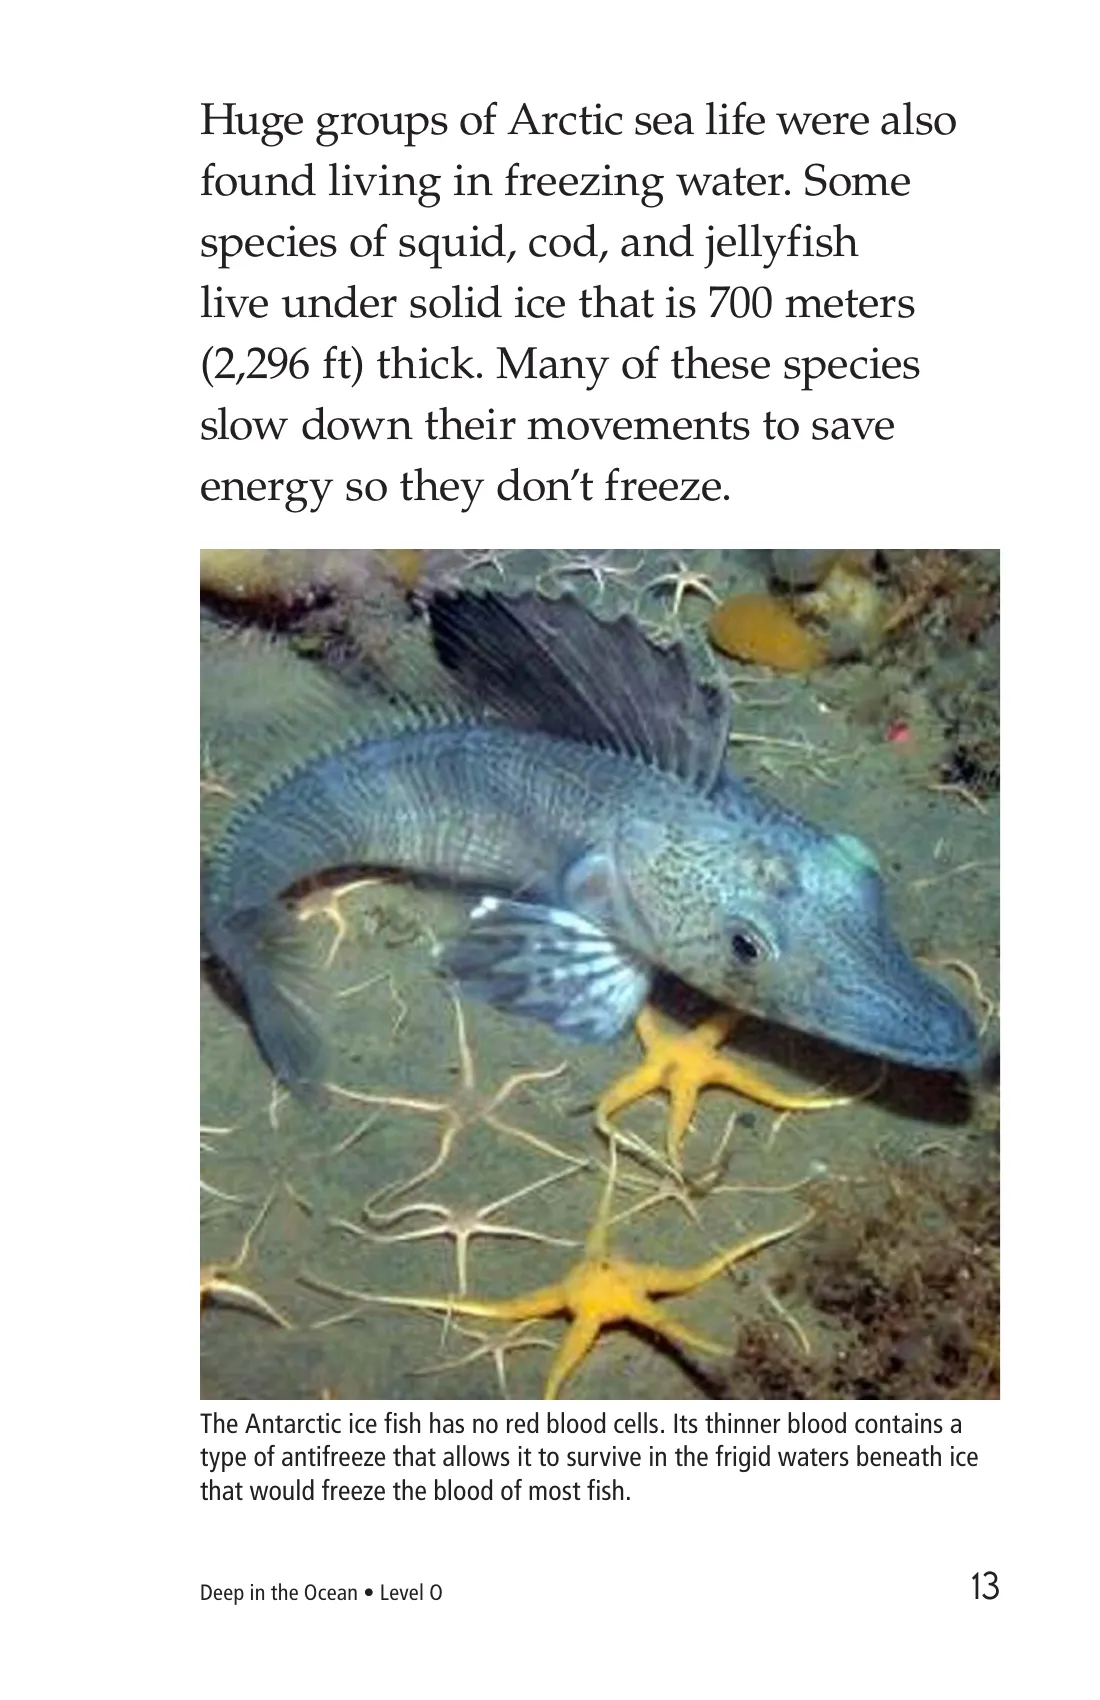 Huge groups of Arctic sea life were also
found living in freezing water. Some
species of squid, cod, and jellyfish
live under solid ice that is 700 meters
(2,296 ft) thick. Many of these species
slow down their movements to save
energy so they don’t freeze.
The Antarctic ice fish has no red blood cells. Its thinner blood contains a
type of antifreeze that allows it to survive in the frigid waters beneath ice
that would freeze the blood of most fish.
Deep in the Ocean • Level O
13